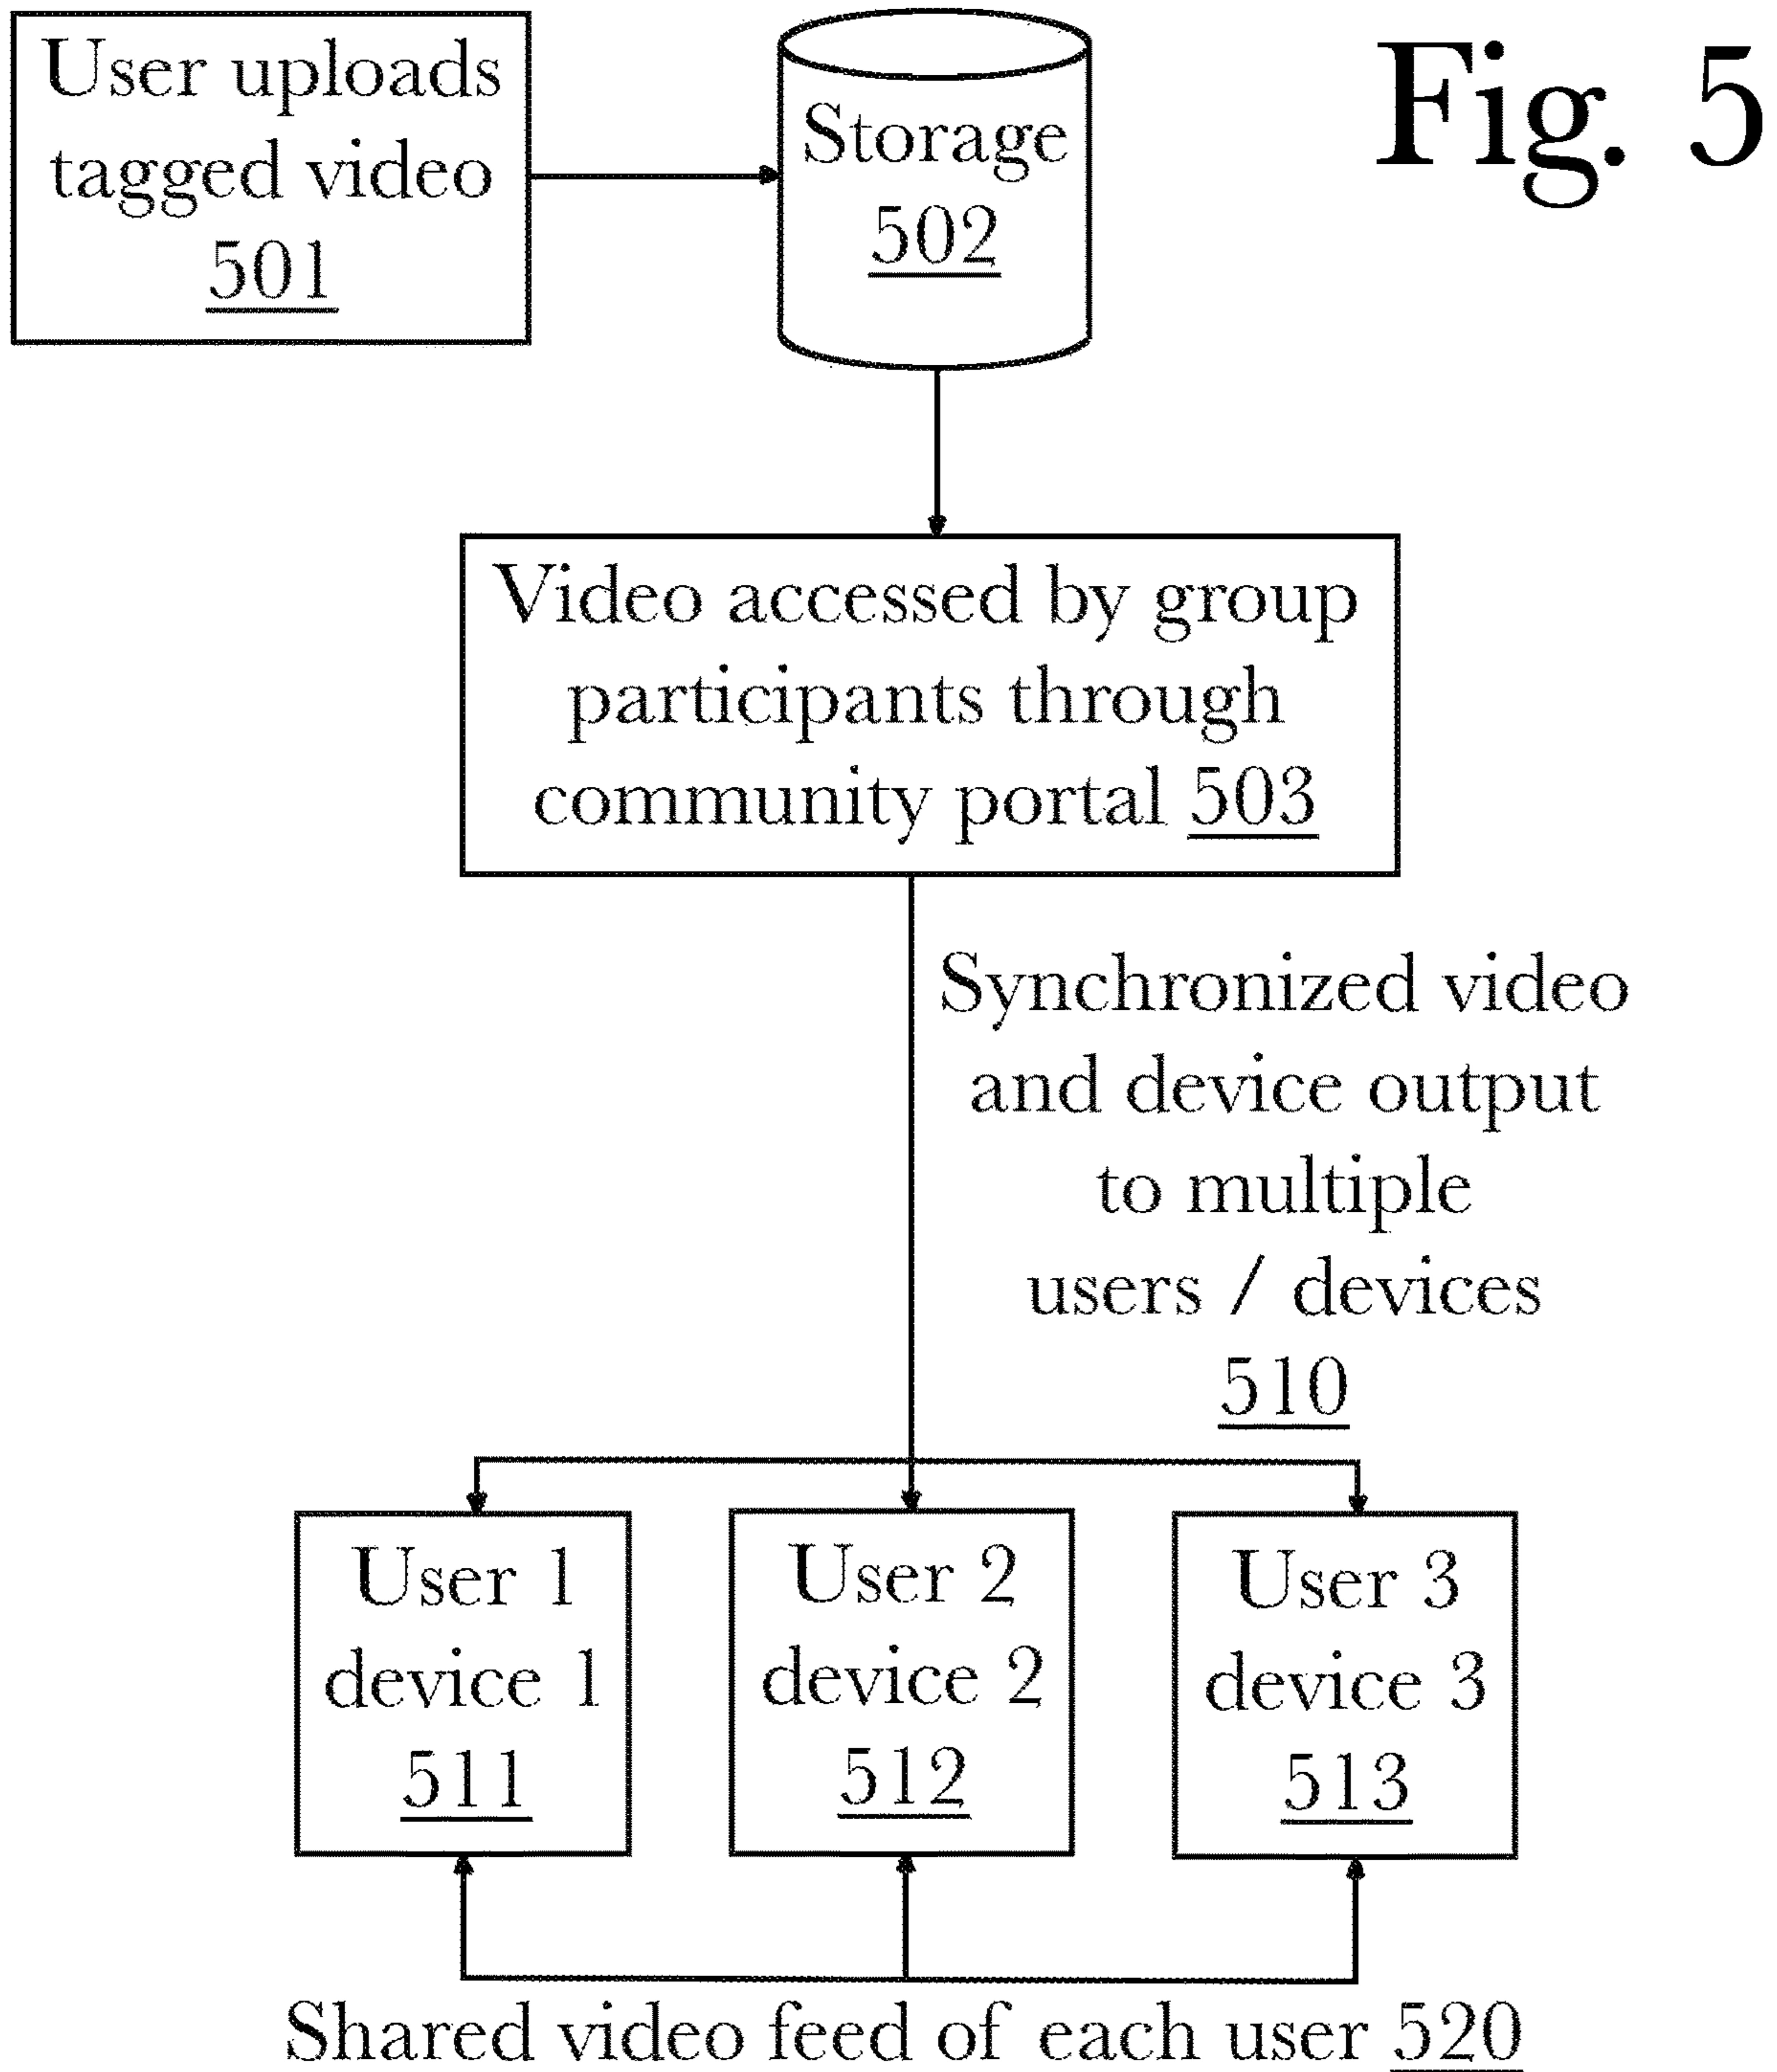 Fig. 5
User uploads
tagged video
501
Storage
502
Video accessed by group
participants through
community portal 503
Synchronized video
and device output
to multiple
users / devices
510
User 1
device 1
511
User 2
device 2
512
User 3
device 3
513
Shared video feed of each user 520